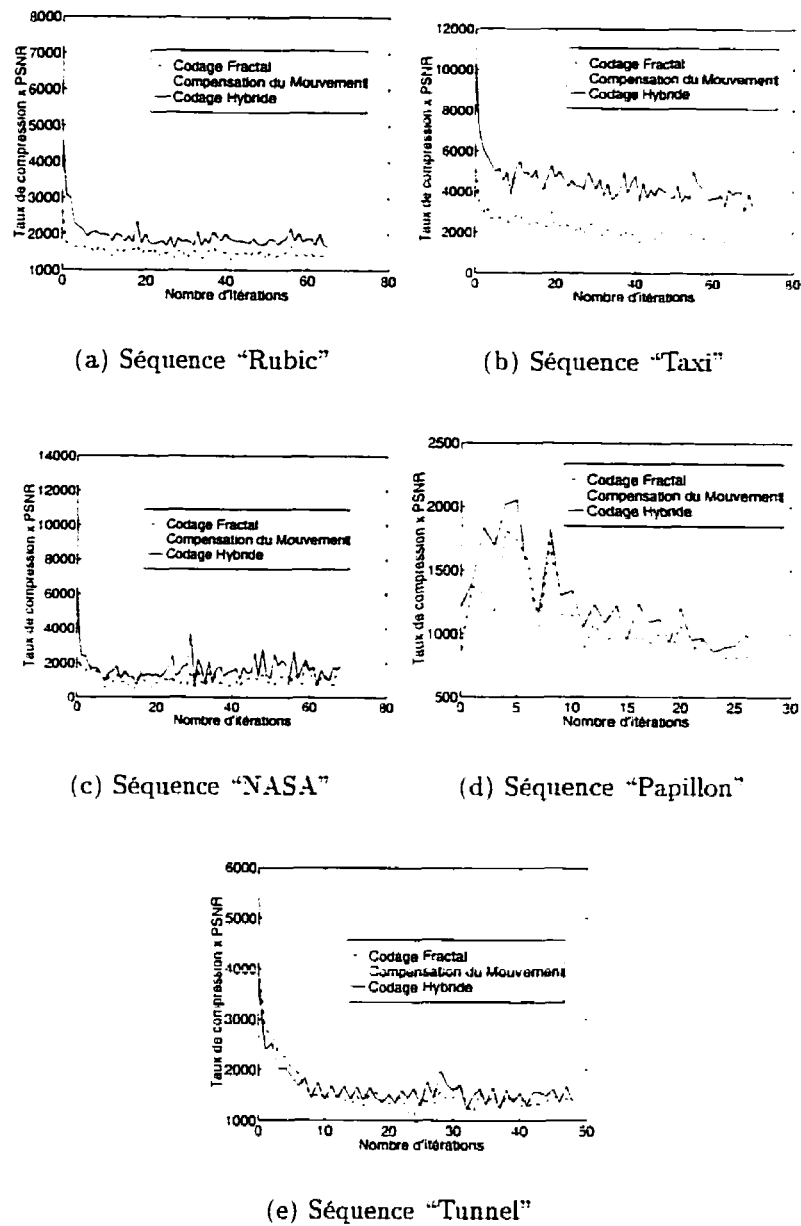 8000
7000
6000
5000
4000
3000
2000
1000
0 20 40 60 80
Taux de compression x PSNR
Nombre d'itérations
Codage Fractal
Compensation du Mouvement
Codage Hybride
(a) Séquence “Rubic”
12000
10000
8000
6000
4000
2000
0
0 20 40 60 80
Taux de compression x PSNR
Nombre d'itérations
Codage Fractal
Compensation du Mouvement
Codage Hybride
(b) Séquence “Taxi”
14000
12000
10000
8000
6000
4000
2000
0
0 20 40 60 80
Taux de compression x PSNR
Nombre d'itérations
Codage Fractal
Compensation du Mouvement
Codage Hybride
(c) Séquence “NASA”
2500
2000
1500
1000
500
0 5 10 15 20 25 30
Taux de compression x PSNR
Nombre d'itérations
Codage Fractal
Compensation du Mouvement
Codage Hybride
(d) Séquence “Papillon”
6000
5000
4000
3000
2000
1000
0 10 20 30 40 50
Taux de compression x PSNR
Nombre d'itérations
Codage Fractal
Compensation du Mouvement
Codage Hybride
(e) Séquence “Tunnel”